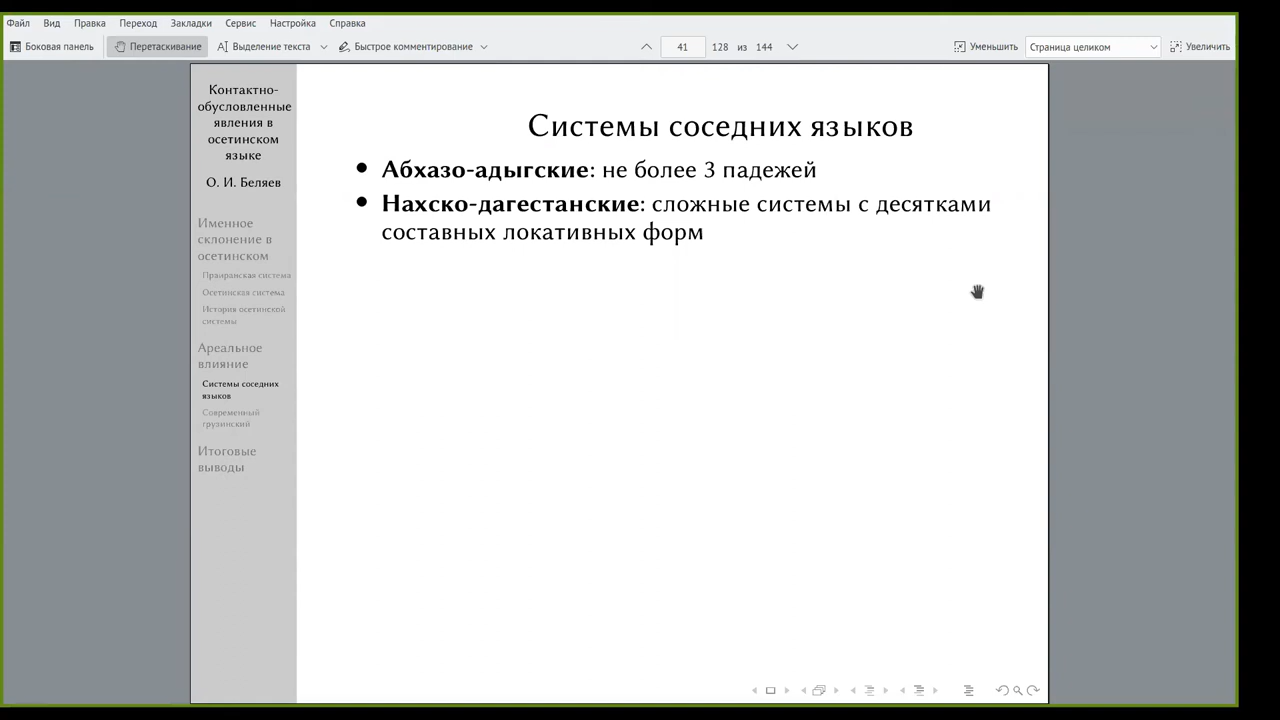 Файл Вид Правка Переход Закладки Сервис Настройка Справка
Боковая панель Перетаскивание Выделение текста Быстрое комментирование 41 128 из 144 Уменьшить Страница целиком Увеличить
Контактно-
обусловленные
явления в
осетинском
языке
О. И. Беляев
Именное
склонение в
осетинском
Праиранская система
Осетинская система
История осетинской
системы
Ареальное
влияние
Системы соседних
языков
Современный
грузинский
Итоговые
выводы
Системы соседних языков
• Абхазо-адыгские: не более 3 падежей
• Нахско-дагестанские: сложные системы с десятками
составных локативных форм